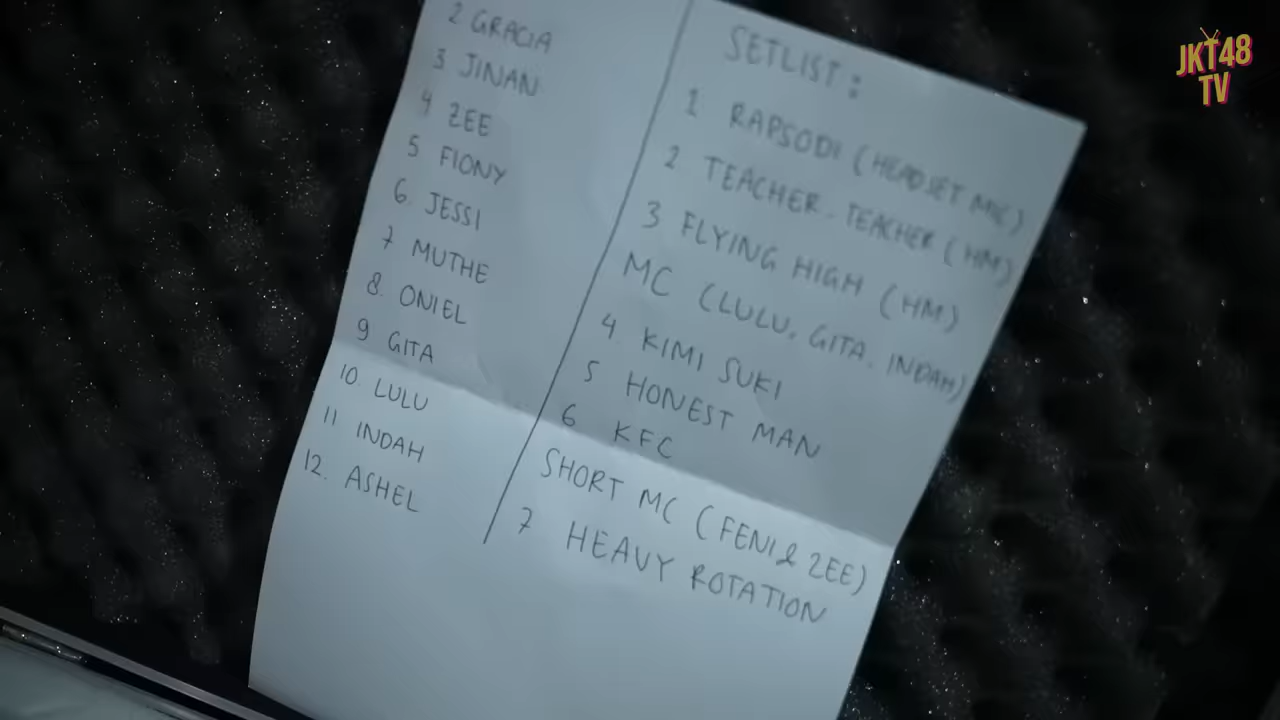 2 GRACIA
3 JINAN
4 ZEE
5 FIONY
6. JESSI
7 MUTHE
8. ONIEL
9 GITA
10. LULU
11 INDAH
12. ASHEL
SETLIST :
1 RAPSODI (HEADSET MIC)
2 TEACHER. TEACHER (HM)
3 FLYING HIGH (HM)
MC (LULU, GITA. INDAH)
4 KIMI SUKI
5 HONEST MAN
6 KFC
SHORT MC (FENI & ZEE)
7 HEAVY ROTATION
JKT48
TV